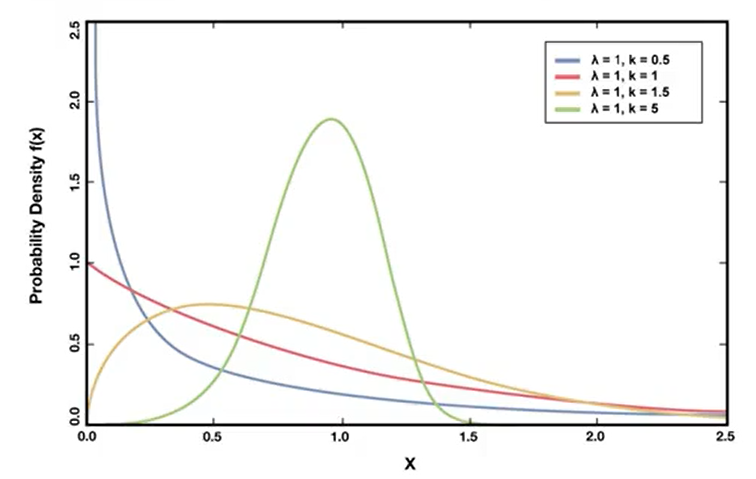 2.5
2.0
1.5
1.0
0.5
0.0
Probability Density f(x)
λ = 1, k = 0.5
λ = 1, k = 1
λ = 1, k = 1.5
λ = 1, k = 5
0.0 0.5 1.0 1.5 2.0 2.5
X